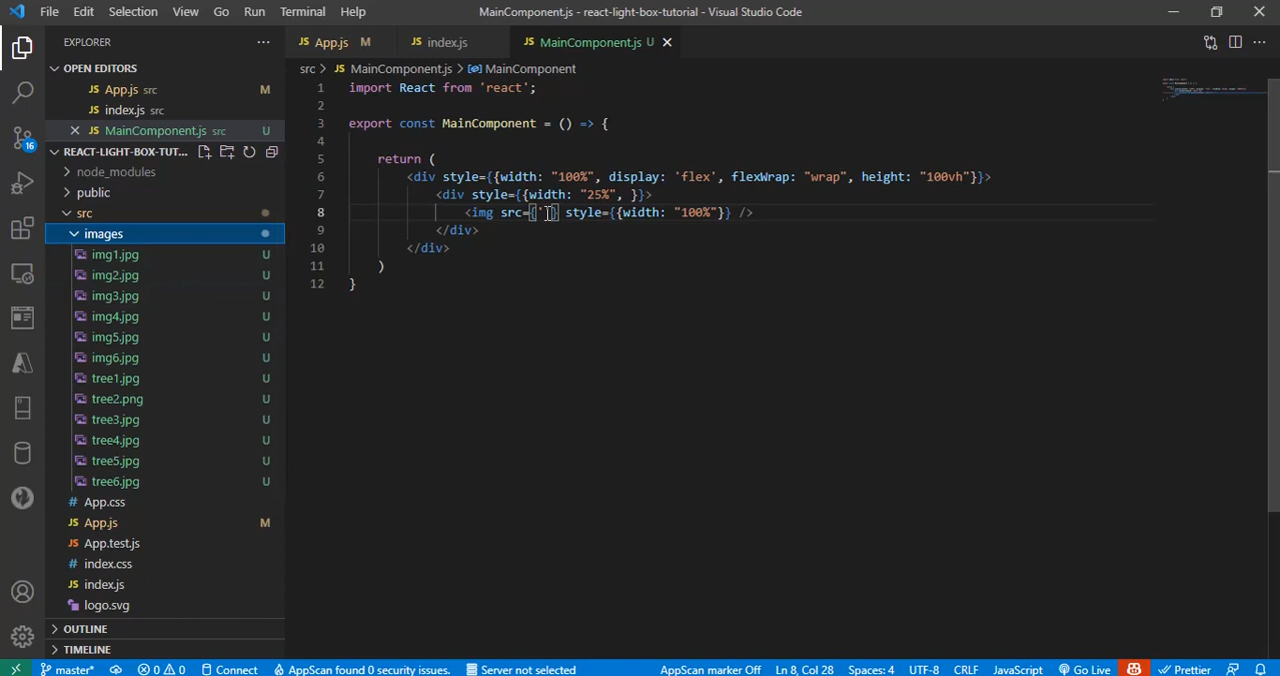 File Edit Selection View Go Run Terminal Help MainComponent.js - react-light-box-tutorial - Visual Studio Code
EXPLORER
OPEN EDITORS
App.js src M
index.js src
MainComponent.js src U
REACT-LIGHT-BOX-TUT...
node_modules
public
src
images
img1.jpg U
img2.jpg U
img3.jpg U
img4.jpg U
img5.jpg U
img6.jpg U
tree1.jpg U
tree2.png U
tree3.jpg U
tree4.jpg U
tree5.jpg U
tree6.jpg U
App.css
App.js M
App.test.js
index.css
index.js
logo.svg
OUTLINE
TIMELINE
16
App.js M index.js MainComponent.js U
src > MainComponent.js > MainComponent
1 import React from 'react';
2
3 export const MainComponent = () => {
4
5 return (
6 <div style={{width: "100%", display: 'flex', flexWrap: "wrap", height: "100vh"}}>
7 <div style={{width: "25%", }}>
8 <img src={''} style={{width: "100%"}} />
9 </div>
10 </div>
11 )
12 }
master* 0 0 Connect AppScan found 0 security issues. Server not selected AppScan marker Off Ln 8, Col 28 Spaces: 4 UTF-8 CRLF JavaScript Go Live Prettier